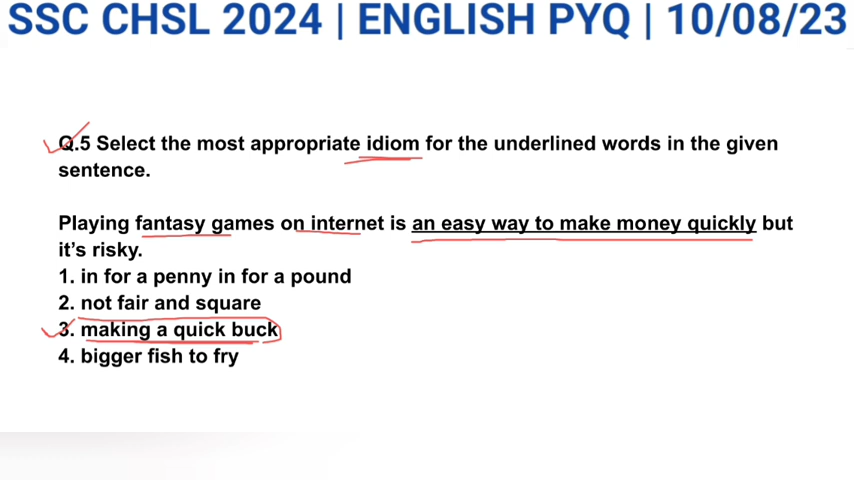 SSC CHSL 2024 | ENGLISH PYQ | 10/08/23
Q.5 Select the most appropriate idiom for the underlined words in the given
sentence.
Playing fantasy games on internet is an easy way to make money quickly but
it's risky.
1. in for a penny in for a pound
2. not fair and square
3. making a quick buck
4. bigger fish to fry